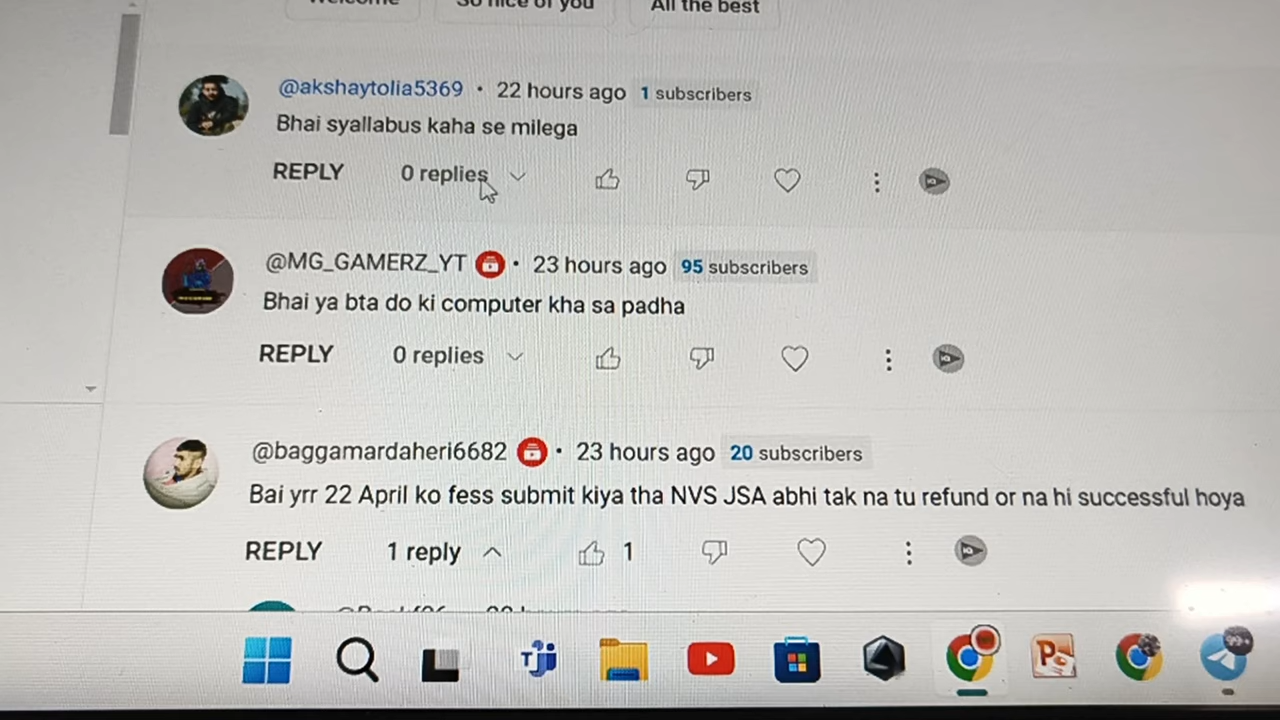 Welcome
So nice of you
All the best
@akshaytolia5369 • 22 hours ago 1 subscribers
Bhai syallabus kaha se milega
REPLY 0 replies
@MG_GAMERZ_YT • 23 hours ago 95 subscribers
Bhai ya bta do ki computer kha sa padha
REPLY 0 replies
@baggamardaheri6682 • 23 hours ago 20 subscribers
Bai yrr 22 April ko fess submit kiya tha NVS JSA abhi tak na tu refund or na hi successful hoya
REPLY 1 reply 1
99+